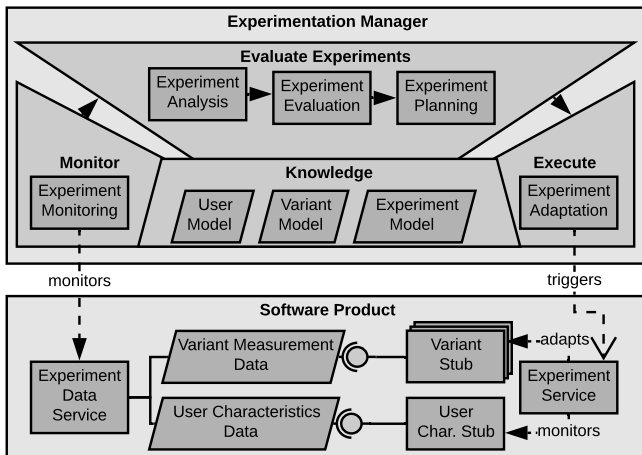 Experimentation Manager
Evaluate Experiments
Experiment
Analysis
Experiment
Evaluation
Experiment
Planning
Monitor
Experiment
Monitoring
Knowledge
User
Model
Variant
Model
Experiment
Model
Execute
Experiment
Adaptation
monitors
triggers
Software Product
Experiment
Data
Service
Variant Measurement
Data
User Characteristics
Data
Variant
Stub
User
Char. Stub
adapts
Experiment
Service
monitors